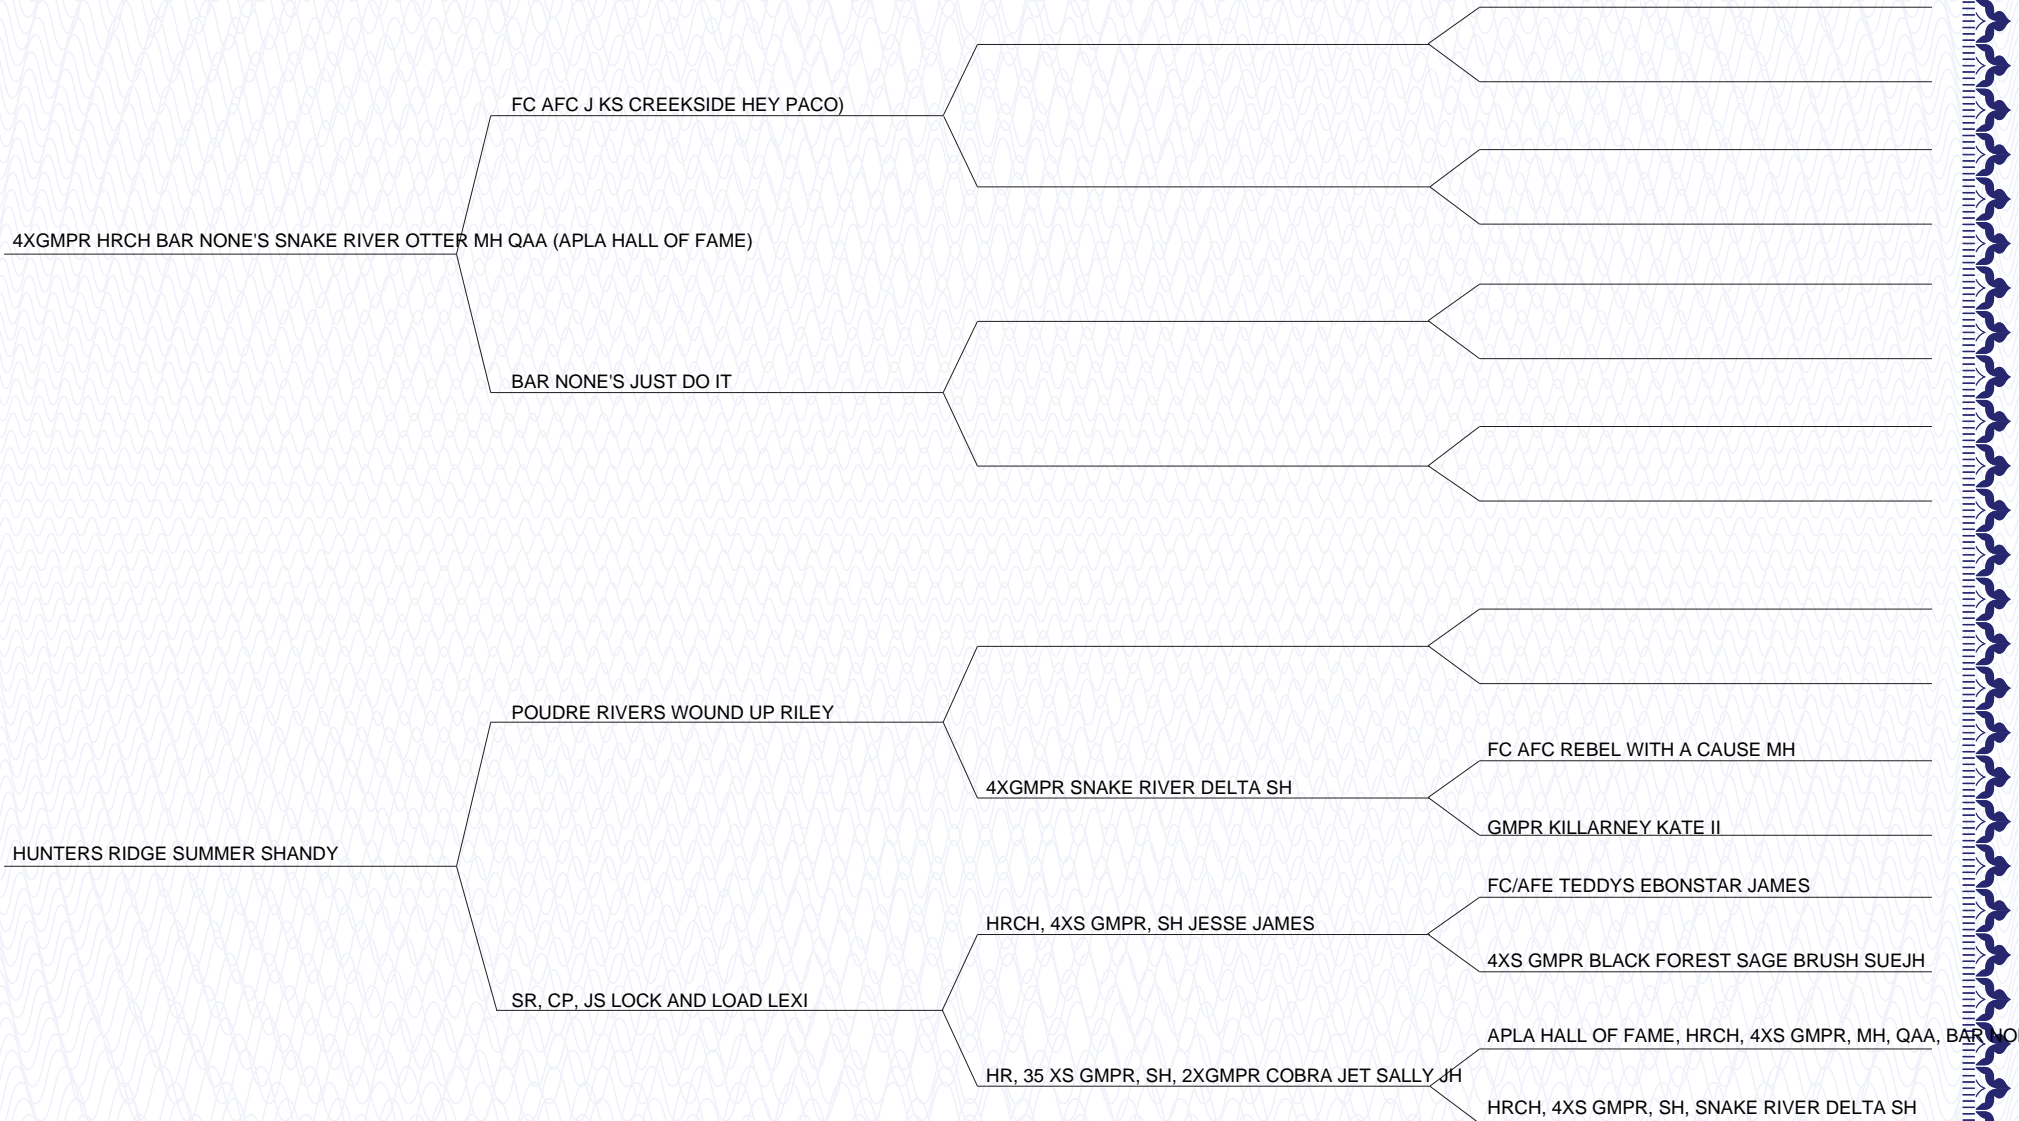 FC AFC J KS CREEKSIDE HEY PACO)
4XGMPR HRCH BAR NONE'S SNAKE RIVER OTTER MH QAA (APLA HALL OF FAME)
BAR NONE'S JUST DO IT
POUDRE RIVERS WOUND UP RILEY
FC AFC REBEL WITH A CAUSE MH
4XGMPR SNAKE RIVER DELTA SH
GMPR KILLARNEY KATE II
HUNTERS RIDGE SUMMER SHANDY
FC/AFE TEDDYS EBONSTAR JAMES
HRCH, 4XS GMPR, SH JESSE JAMES
4XS GMPR BLACK FOREST SAGE BRUSH SUEJH
SR, CP, JS LOCK AND LOAD LEXI
APLA HALL OF FAME, HRCH, 4XS GMPR, MH, QAA, BAR
HR, 35 XS GMPR, SH, 2XGMPR COBRA JET SALLY JH
HRCH, 4XS GMPR, SH, SNAKE RIVER DELTA SH